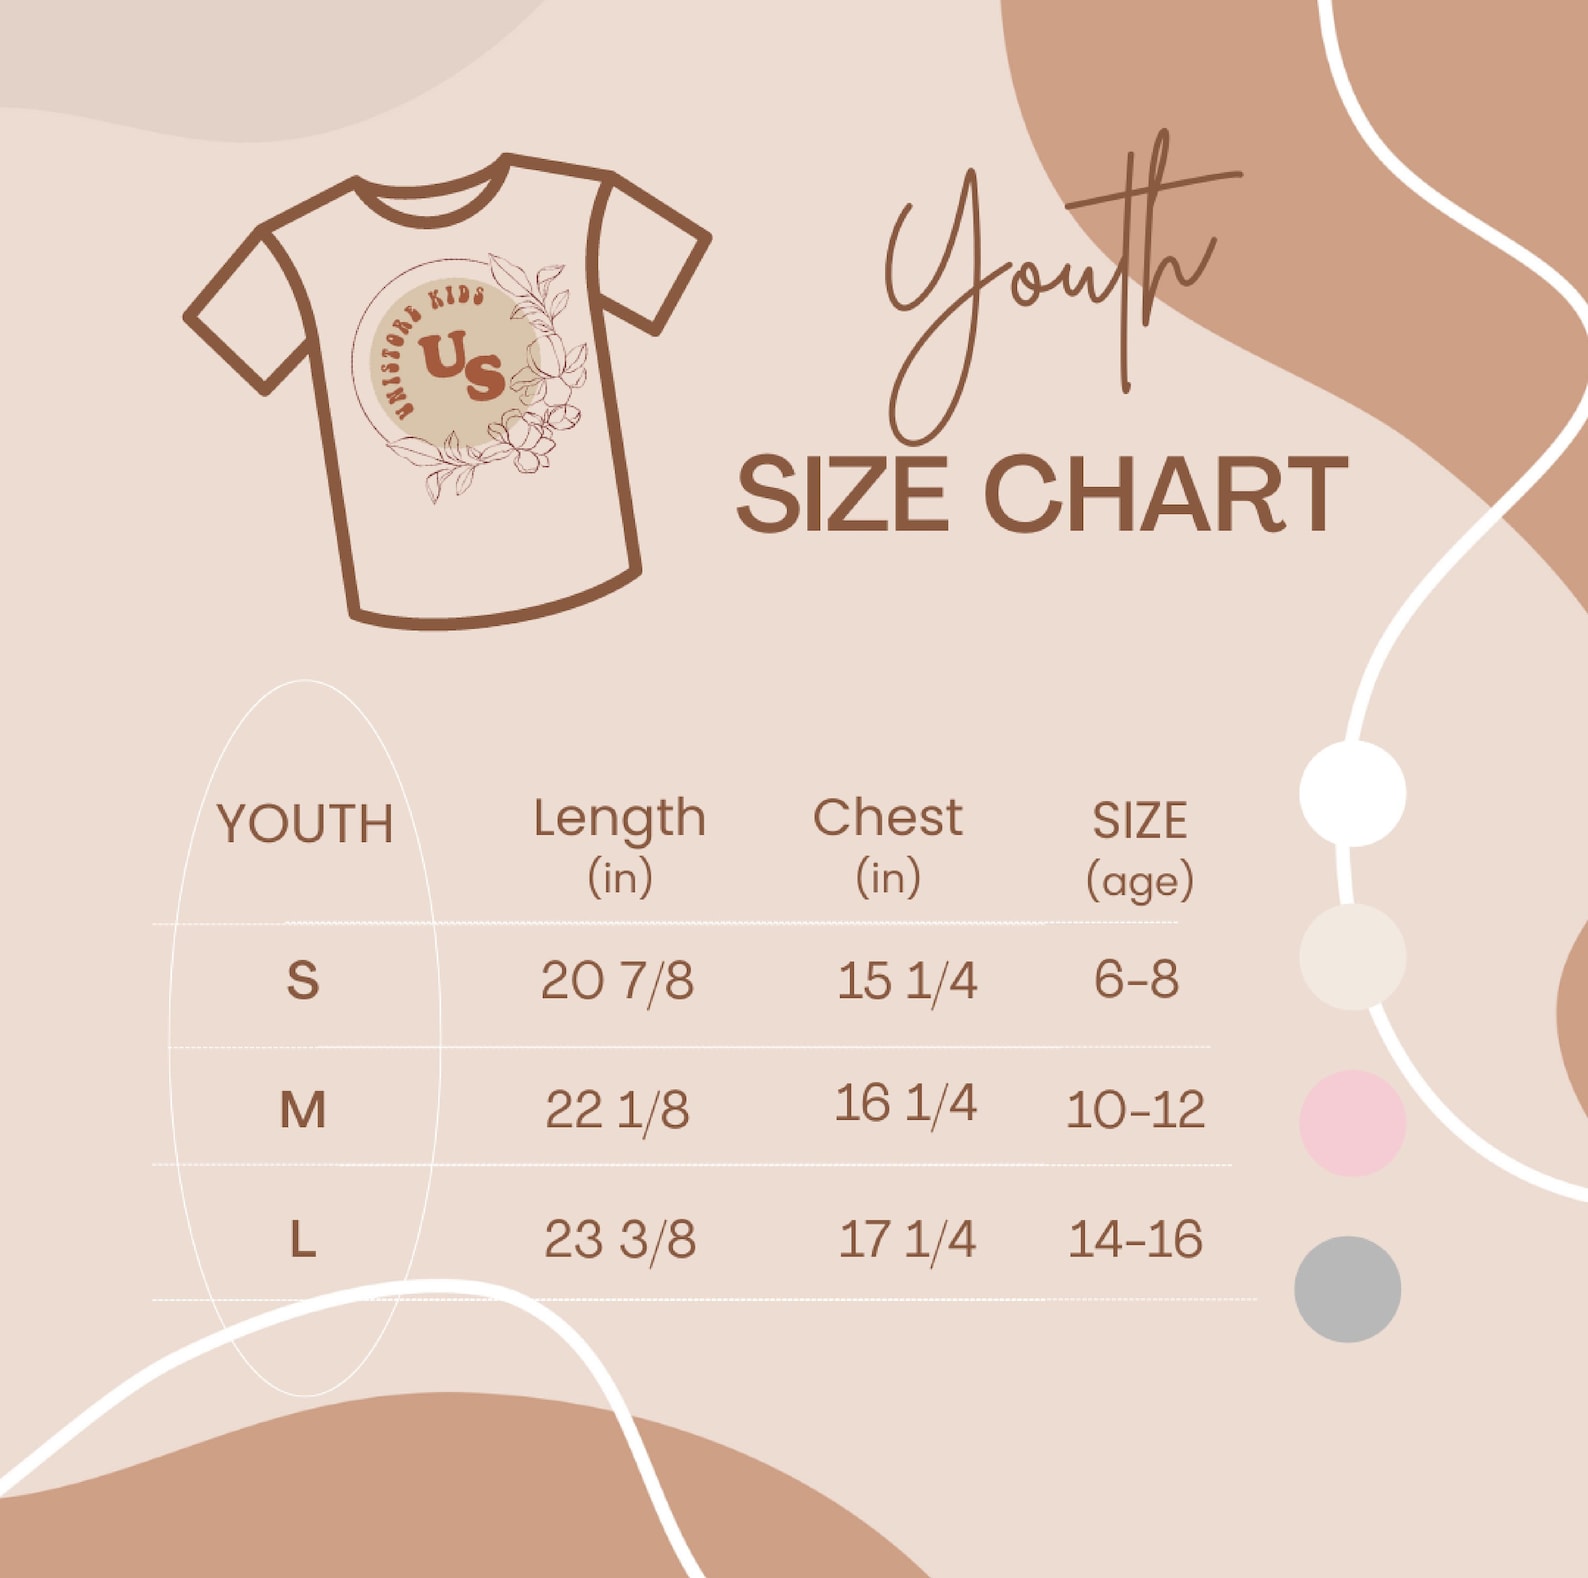 UNISTORE KIDS
US
Youth
SIZE CHART
YOUTH Length Chest SIZE
(in) (in) (age)
S 20 7/8 15 1/4 6-8
M 22 1/8 16 1/4 10-12
L 23 3/8 17 1/4 14-16